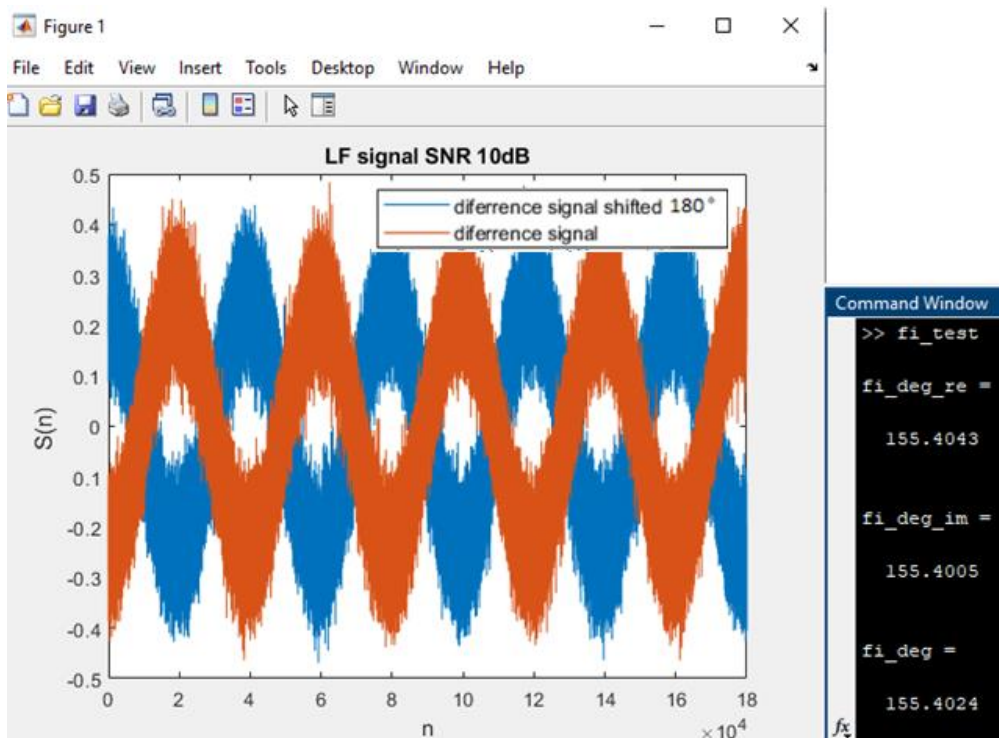 Figure 1
File Edit View Insert Tools Desktop Window Help
LF signal SNR 10dB
diferrence signal shifted 180°
diferrence signal
0.5
0.4
0.3
0.2
0.1
0
0.1
-0.2
-0.3
-0.4
-0.5
S(n)
0 2 4 6 8 10 12 14 16 18
n
×10⁴
Command Window
>> fi_test
fi_deg_re =
155.4043
fi_deg_im =
155.4005
fi_deg =
155.4024
fx